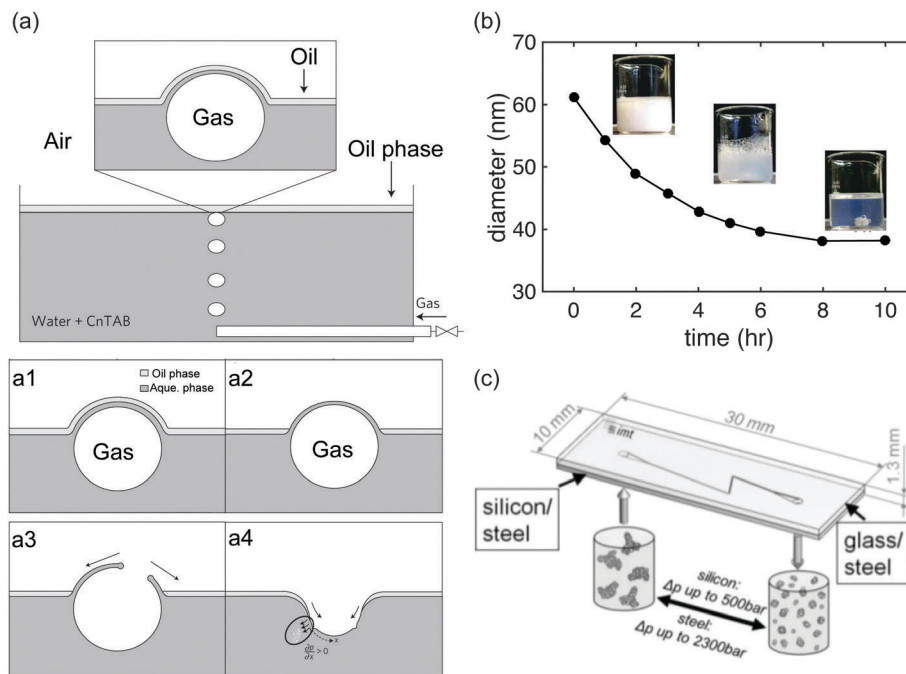 (a)
Oil
Gas
Air
Oil phase
Gas
Water + CnTAB
a1
Oil phase
Aque. phase
Gas
a2
Gas
a3
a4
x
∂p/∂x > 0
(b)
diameter (nm)
70
60
50
40
30
0 2 4 6 8 10
time (hr)
(c)
10 mm
30 mm
1.3 mm
imt
silicon/
steel
glass/
steel
silicon:
Δp up to 500bar
steel:
Δp up to 2300bar